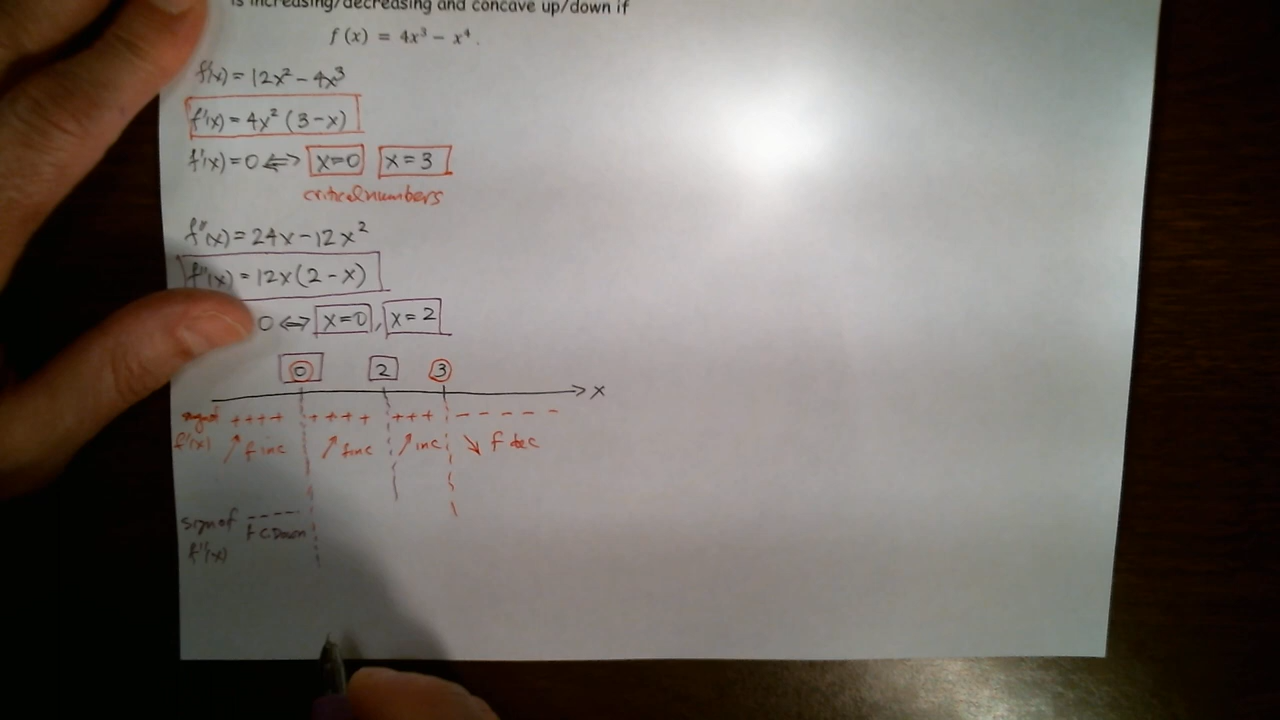 is increasing/decreasing and concave up/down if
f (x) = 4x³ − x⁴ .
f'(x) = 12x² − 4x³
f'(x) = 4x² (3 − x)
f'(x) = 0 ⟺ x=0 x = 3
critical numbers
f''(x) = 24x − 12x²
f''(x) = 12x (2 − x)
0 ⟺ x=0 , x = 2
0 2 3
x
++++ ++++ +++ − − − − −
f'(x) ↗ f inc ↗ f inc ↗ inc ↘ f dec
sign of − − − −
f''(x) f C Down